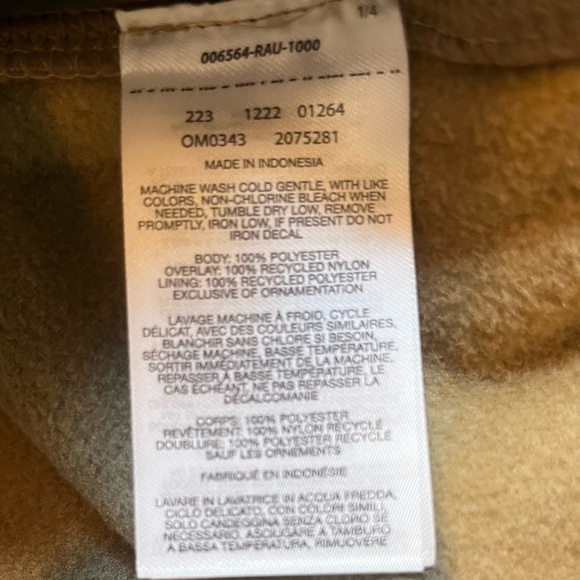 1/4
006564-RAU-1000
223 1222 01264
OM0343 2075281
MADE IN INDONESIA
MACHINE WASH COLD GENTLE, WITH LIKE
COLORS, NON-CHLORINE BLEACH WHEN
NEEDED, TUMBLE DRY LOW, REMOVE
PROMPTLY, IRON LOW, IF PRESENT DO NOT
IRON DECAL
BODY: 100% POLYESTER
OVERLAY: 100% RECYCLED NYLON
LINING: 100% RECYCLED POLYESTER
EXCLUSIVE OF ORNAMENTATION
LAVAGE MACHINE À FROID, CYCLE
DÉLICAT, AVEC DES COULEURS SIMILAIRES,
BLANCHIR SANS CHLORE SI BESOIN,
SÉCHAGE MACHINE, BASSE TEMPÉRATURE,
SORTIR IMMÉDIATEMENT DE LA MACHINE,
REPASSER À BASSE TEMPÉRATURE, LE
CAS ÉCHÉANT, NE PAS REPASSER LA
DÉCALCOMANIE
CORPS: 100% POLYESTER
REVÊTEMENT: 100% NYLON RECYCLÉ
DOUBLURE: 100% POLYESTER RECYCLÉ
SAUF LES ORNEMENTS
FABRIQUÉ EN INDONÉSIE
LAVARE IN LAVATRICE IN ACQUA FREDDA,
CICLO DELICATO, CON COLORI SIMILI,
SOLO CANDEGGINA SENZA CLORO SE
NECESSARIO, ASCIUGARE A TAMBURO
A BASSA TEMPERATURA, RIMUOVERE